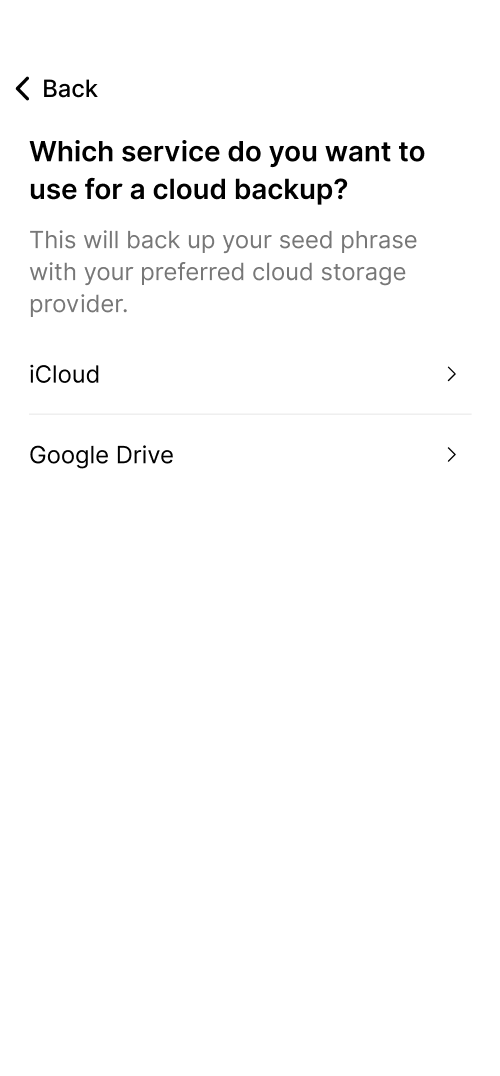 Back
Which service do you want to
use for a cloud backup?
This will back up your seed phrase
with your preferred cloud storage
provider.
iCloud
Google Drive